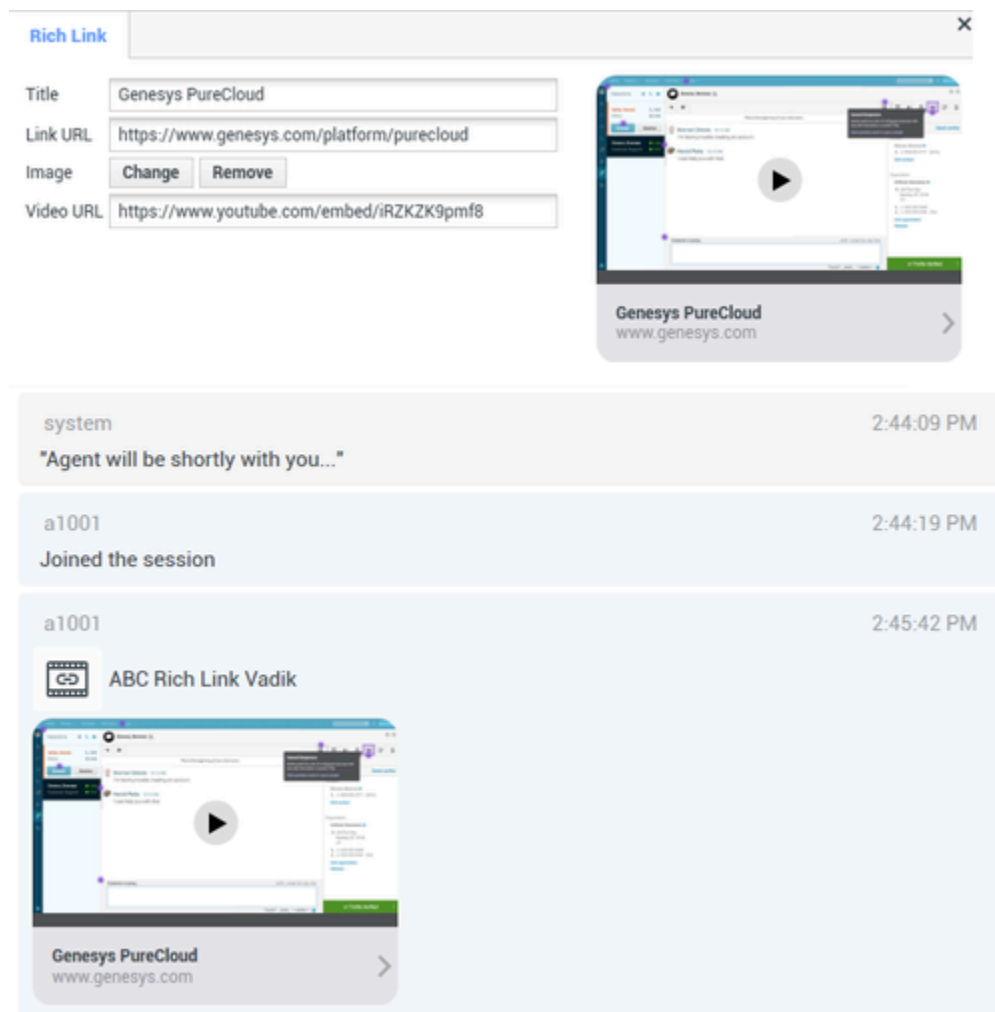 Rich Link
×
Title Genesys PureCloud
Link URL https://www.genesys.com/platform/purecloud
Image Change Remove
Video URL https://www.youtube.com/embed/iRZKZK9pmf8
Genesys PureCloud
www.genesys.com
system 2:44:09 PM
"Agent will be shortly with you..."
a1001 2:44:19 PM
Joined the session
a1001 2:45:42 PM
ABC Rich Link Vadik
Genesys PureCloud
www.genesys.com